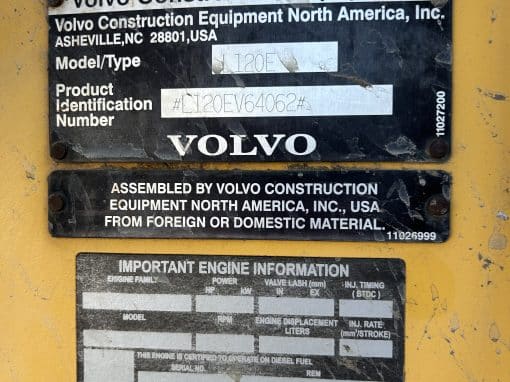 Volvo Construction Equipment North America, Inc.
ASHEVILLE,NC 28801,USA
Model/Type L120E
Product
Identification
Number
#L120EV64062#
11027200
VOLVO
ASSEMBLED BY VOLVO CONSTRUCTION
EQUIPMENT NORTH AMERICA, INC., USA
FROM FOREIGN OR DOMESTIC MATERIAL.
11026999
IMPORTANT ENGINE INFORMATION
ENGINE FAMILY POWER VALVE LASH (mm) INJ. TIMING
HP kW IN EX (BTDC)
MODEL RPM ENGINE DISPLACEMENT INJ. RATE
LITERS (mm³/STROKE)
THIS ENGINE IS CERTIFIED TO OPERATE ON DIESEL FUEL
SERIAL NO. REM